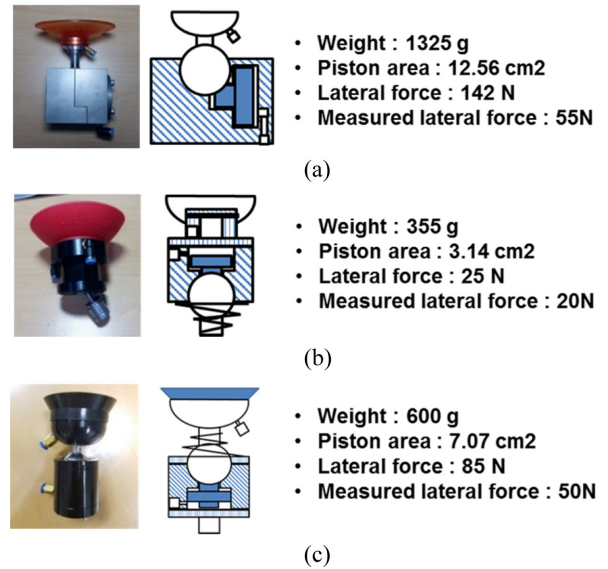 • Weight : 1325 g
• Piston area : 12.56 cm2
• Lateral force : 142 N
• Measured lateral force : 55N
(a)
• Weight : 355 g
• Piston area : 3.14 cm2
• Lateral force : 25 N
• Measured lateral force : 20N
(b)
• Weight : 600 g
• Piston area : 7.07 cm2
• Lateral force : 85 N
• Measured lateral force : 50N
(c)